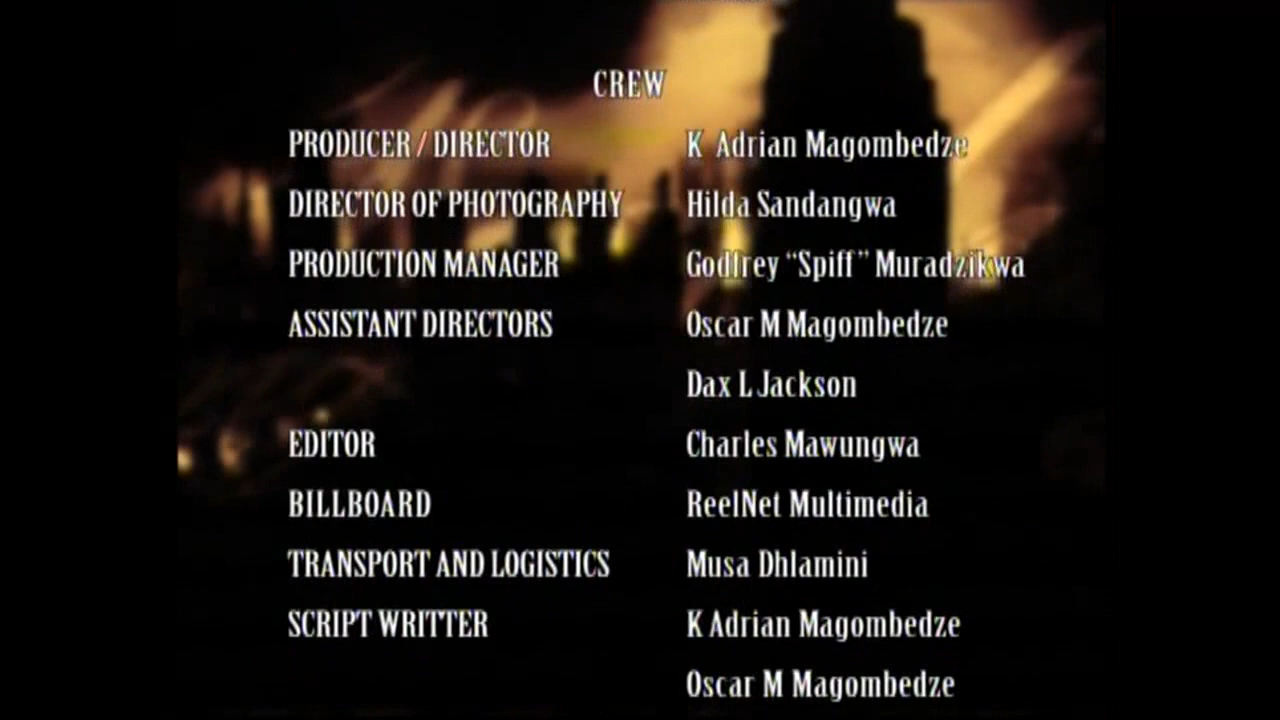 CREW
PRODUCER / DIRECTOR K Adrian Magombedze
DIRECTOR OF PHOTOGRAPHY Hilda Sandangwa
PRODUCTION MANAGER Godfrey “Spiff” Muradzikwa
ASSISTANT DIRECTORS Oscar M Magombedze
Dax L Jackson
EDITOR Charles Mawungwa
BILLBOARD ReelNet Multimedia
TRANSPORT AND LOGISTICS Musa Dhlamini
SCRIPT WRITTER K Adrian Magombedze
Oscar M Magombedze